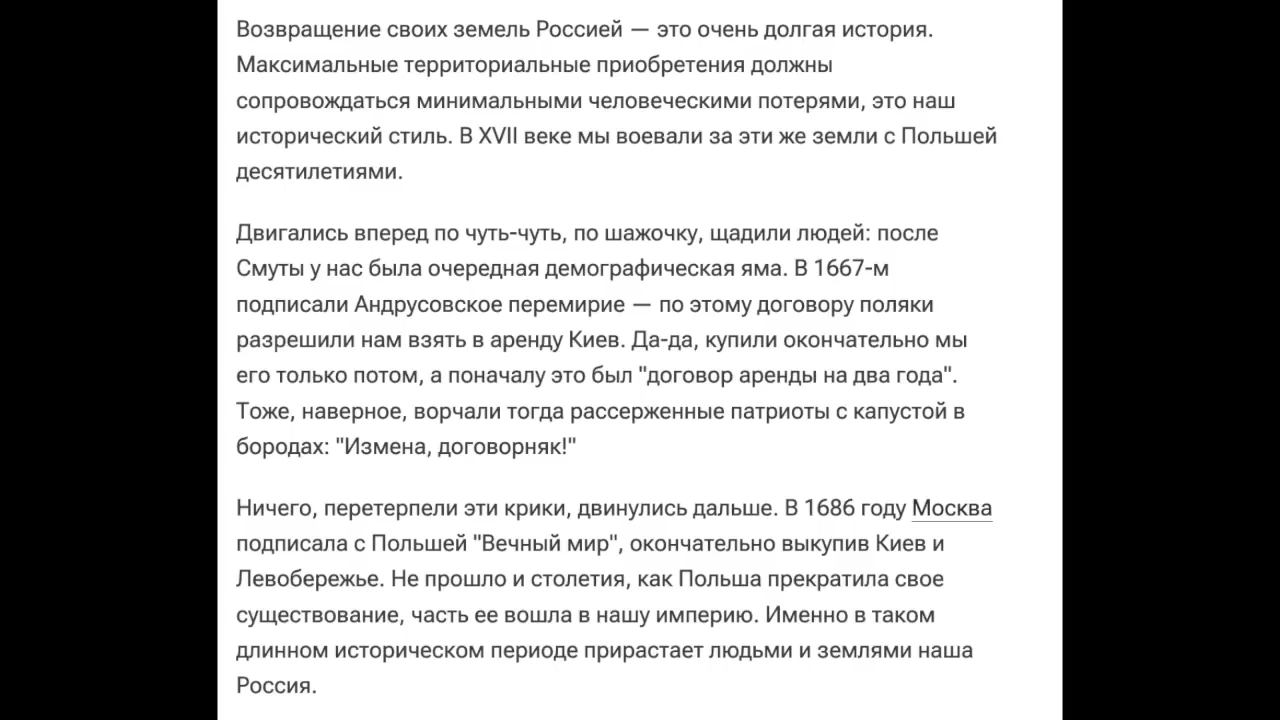 Возвращение своих земель Россией — это очень долгая история.
Максимальные территориальные приобретения должны
сопровождаться минимальными человеческими потерями, это наш
исторический стиль. В XVII веке мы воевали за эти же земли с Польшей
десятилетиями.
Двигались вперед по чуть-чуть, по шажочку, щадили людей: после
Смуты у нас была очередная демографическая яма. В 1667-м
подписали Андрусовское перемирие — по этому договору поляки
разрешили нам взять в аренду Киев. Да-да, купили окончательно мы
его только потом, а поначалу это был "договор аренды на два года".
Тоже, наверное, ворчали тогда рассерженные патриоты с капустой в
бородах: "Измена, договорняк!"
Ничего, перетерпели эти крики, двинулись дальше. В 1686 году Москва
подписала с Польшей "Вечный мир", окончательно выкупив Киев и
Левобережье. Не прошло и столетия, как Польша прекратила свое
существование, часть ее вошла в нашу империю. Именно в таком
длинном историческом периоде прирастает людьми и землями наша
Россия.